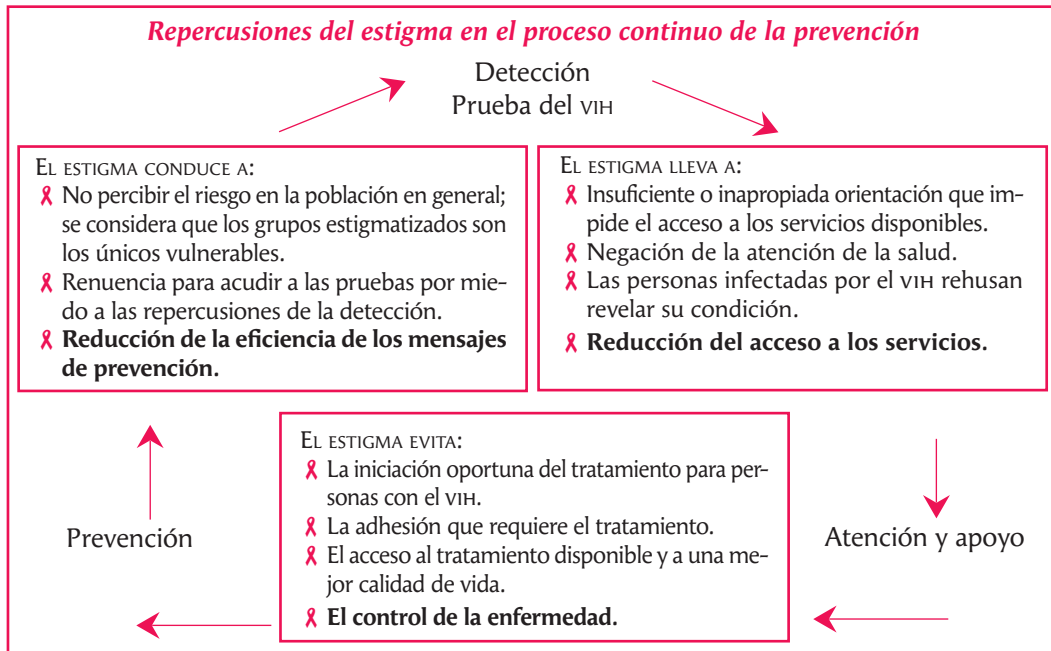 Repercusiones del estigma en el proceso continuo de la prevención
Detección
Prueba del VIH
EL ESTIGMA CONDUCE A:
No percibir el riesgo en la población en general;
se considera que los grupos estigmatizados son
los únicos vulnerables.
Renuencia para acudir a las pruebas por mie-
do a las repercusiones de la detección.
Reducción de la eficiencia de los mensajes
de prevención.
EL ESTIGMA LLEVA A:
Insuficiente o inapropiada orientación que im-
pide el acceso a los servicios disponibles.
Negación de la atención de la salud.
Las personas infectadas por el VIH rehusan
revelar su condición.
Reducción del acceso a los servicios.
EL ESTIGMA EVITA:
La iniciación oportuna del tratamiento para per-
sonas con el VIH.
La adhesión que requiere el tratamiento.
El acceso al tratamiento disponible y a una me-
jor calidad de vida.
El control de la enfermedad.
Prevención
Atención y apoyo